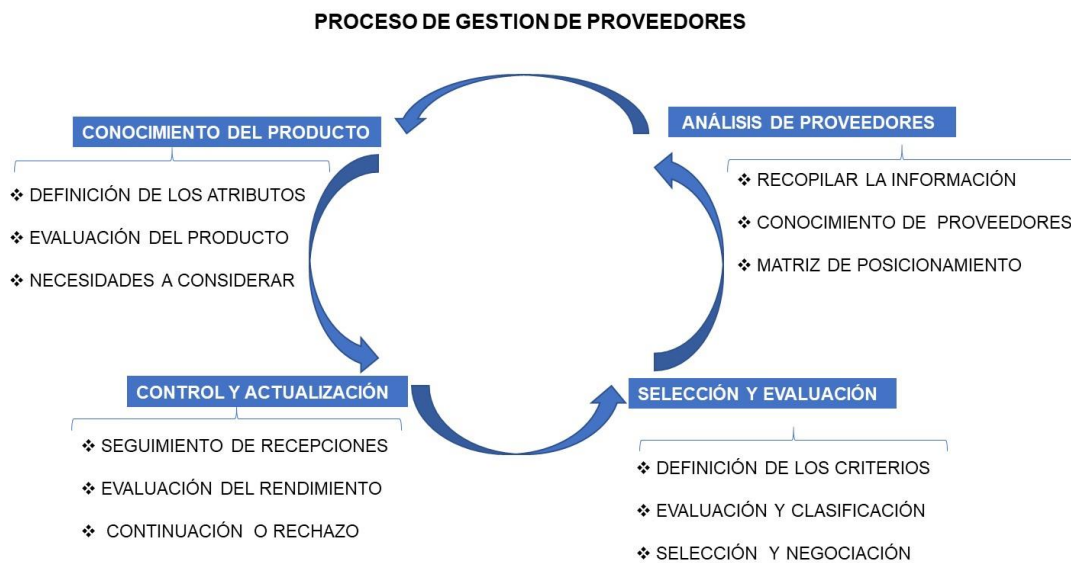 PROCESO DE GESTION DE PROVEEDORES
CONOCIMIENTO DEL PRODUCTO
❖ DEFINICIÓN DE LOS ATRIBUTOS
❖ EVALUACIÓN DEL PRODUCTO
❖ NECESIDADES A CONSIDERAR
ANÁLISIS DE PROVEEDORES
❖ RECOPILAR LA INFORMACIÓN
❖ CONOCIMIENTO DE PROVEEDORES
❖ MATRIZ DE POSICIONAMIENTO
CONTROL Y ACTUALIZACIÓN
❖ SEGUIMIENTO DE RECEPCIONES
❖ EVALUACIÓN DEL RENDIMIENTO
❖ CONTINUACIÓN O RECHAZO
SELECCIÓN Y EVALUACIÓN
❖ DEFINICIÓN DE LOS CRITERIOS
❖ EVALUACIÓN Y CLASIFICACIÓN
❖ SELECCIÓN Y NEGOCIACIÓN